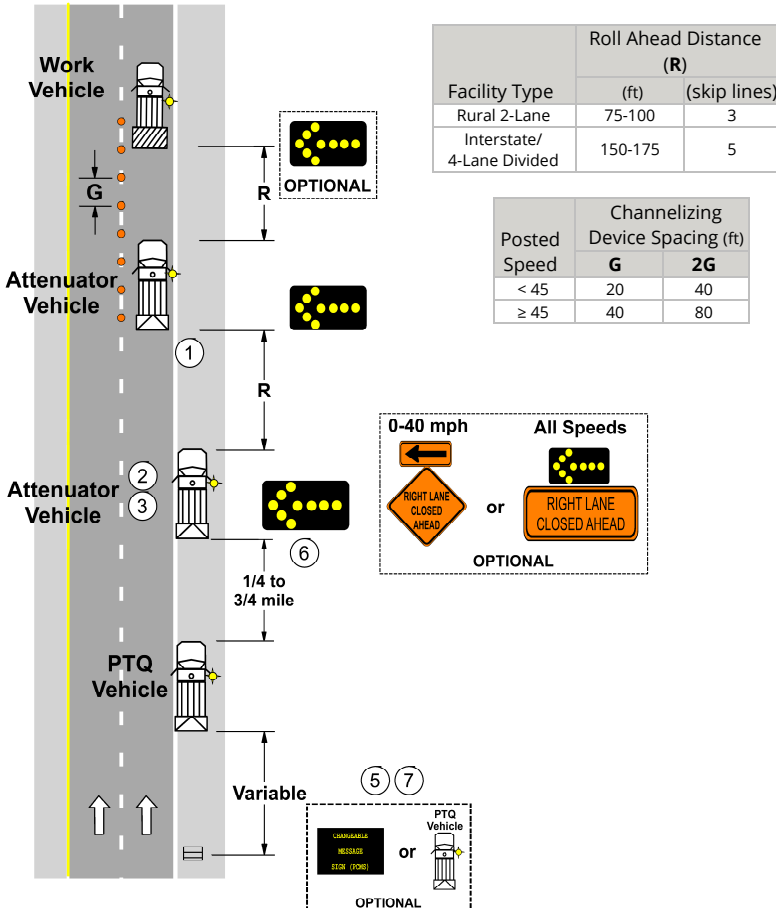 Work
Vehicle
G
R
OPTIONAL
Roll Ahead Distance
(R)
Facility Type
(ft)
(skip lines)
Rural 2-Lane
75-100
3
Interstate/
4-Lane Divided
150-175
5
Posted
Speed
Channelizing
Device Spacing (ft)
G
2G
< 45
20
40
≥ 45
40
80
Attenuator
Vehicle
1
R
0-40 mph
All Speeds
RIGHT LANE
CLOSED
AHEAD
or
RIGHT LANE
CLOSED AHEAD
OPTIONAL
Attenuator
Vehicle
2
3
6
1/4 to
3/4 mile
PTQ
Vehicle
Variable
5
7
CHANGEABLE
MESSAGE
SIGN (PCMS)
or
PTQ
Vehicle
OPTIONAL